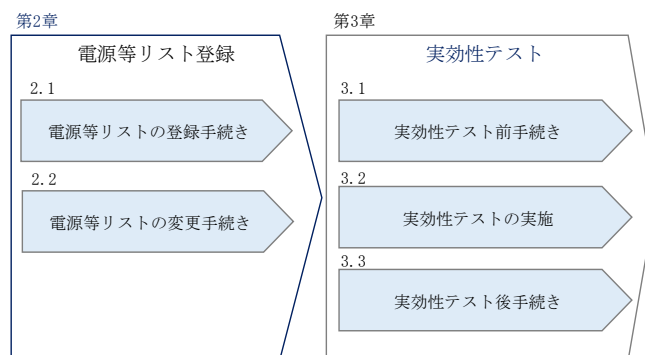 第2章
電源等リスト登録
2.1
電源等リストの登録手続き
2.2
電源等リストの変更手続き
第3章
実効性テスト
3.1
実効性テスト前手続き
3.2
実効性テストの実施
3.3
実効性テスト後手続き